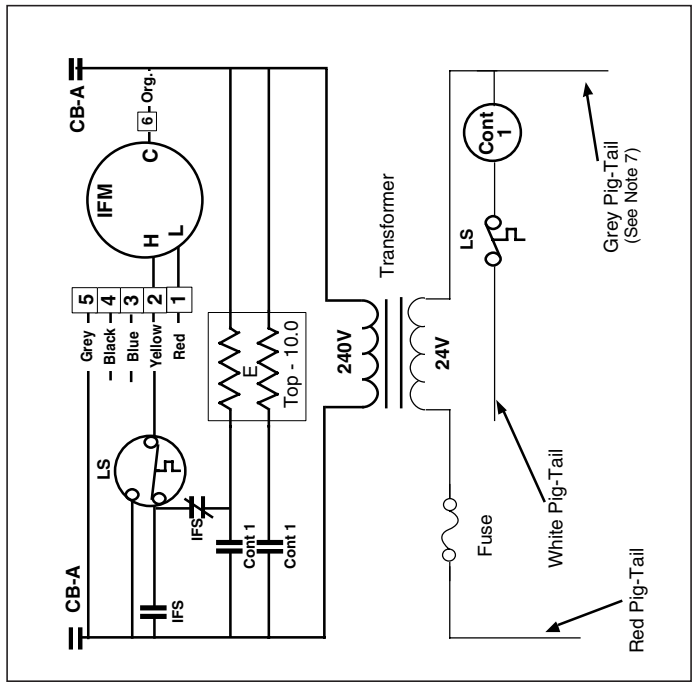 CB-A
CB-A
IFM
C
H
L
6
Org.
5
4
3
2
1
Grey
Black
Blue
Yellow
Red
LS
IFS
IFS
E
Top - 10.0
Cont 1
Cont 1
240V
Transformer
24V
Cont
1
LS
Grey Pig-Tail
(See Note 7)
White Pig-Tail
Fuse
Red Pig-Tail